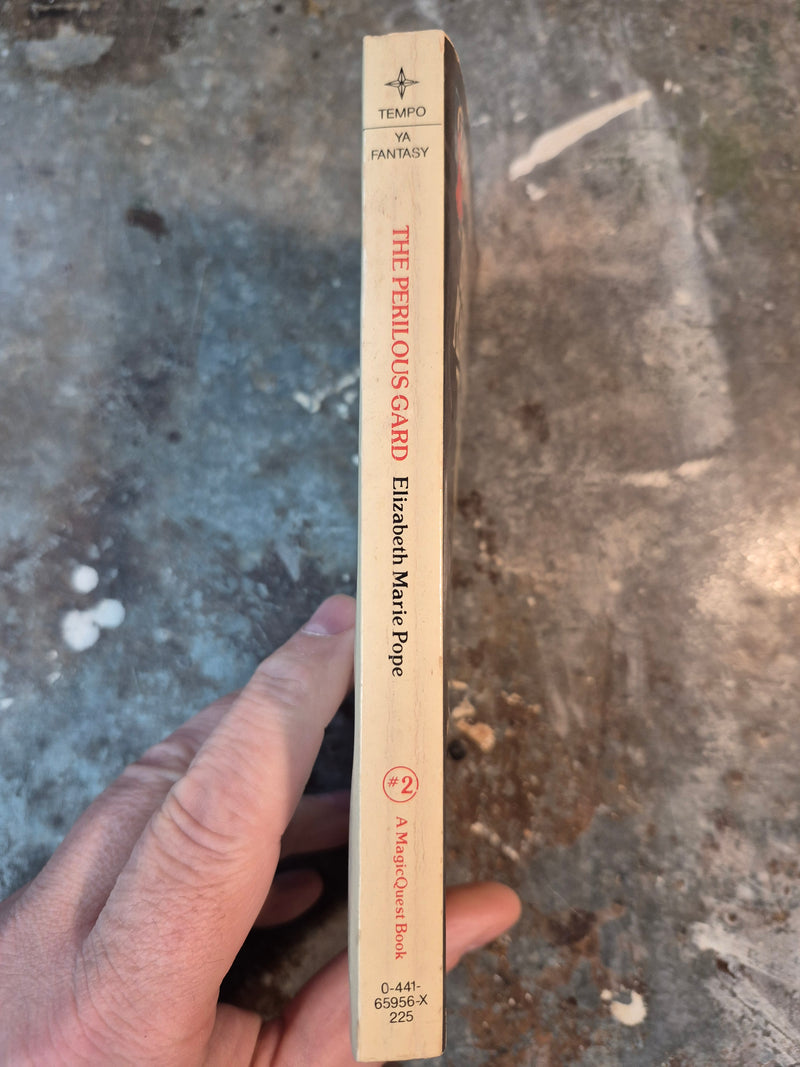 TEMPO
YA
FANTASY
THE PERILOUS GARD Elizabeth Marie Pope
#2 A MagicQuest Book
0-441-
65956-X
225